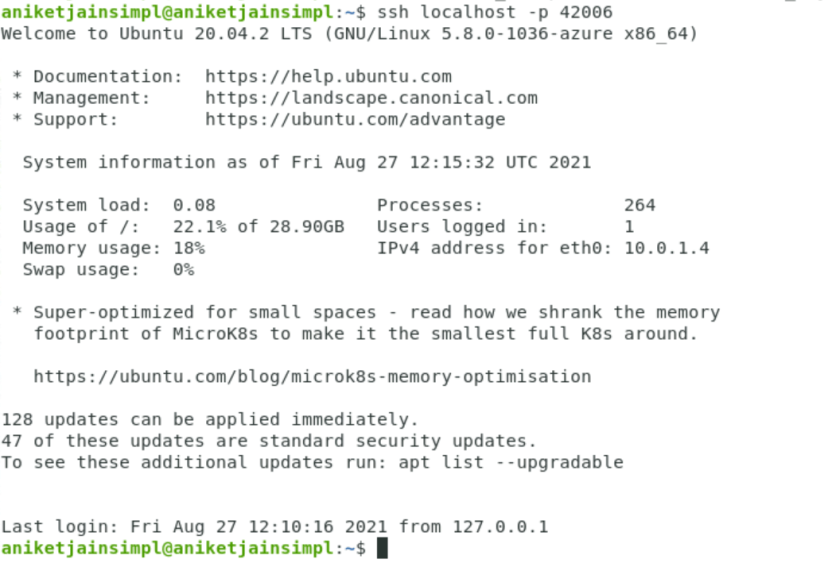 aniketjainsimpl@aniketjainsimpl:~$ ssh localhost -p 42006
Welcome to Ubuntu 20.04.2 LTS (GNU/Linux 5.8.0-1036-azure x86_64)
* Documentation:  https://help.ubuntu.com
* Management:     https://landscape.canonical.com
* Support:        https://ubuntu.com/advantage
System information as of Fri Aug 27 12:15:32 UTC 2021
System load:  0.08               Processes:             264
Usage of /:   22.1% of 28.90GB   Users logged in:       1
Memory usage: 18%                IPv4 address for eth0: 10.0.1.4
Swap usage:   0%
* Super-optimized for small spaces - read how we shrank the memory
footprint of MicroK8s to make it the smallest full K8s around.
https://ubuntu.com/blog/microk8s-memory-optimisation
128 updates can be applied immediately.
47 of these updates are standard security updates.
To see these additional updates run: apt list --upgradable
Last login: Fri Aug 27 12:10:16 2021 from 127.0.0.1
aniketjainsimpl@aniketjainsimpl:~$